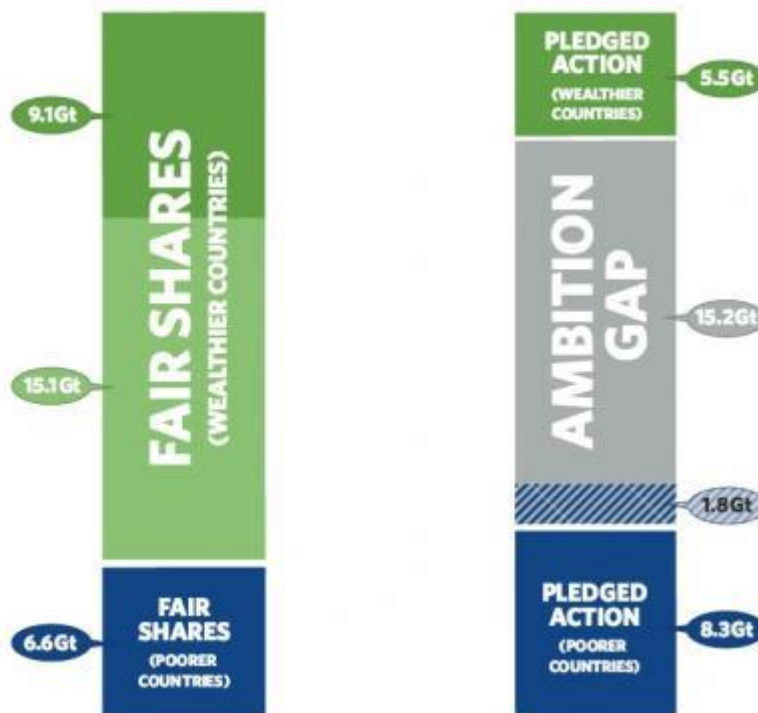 9.1Gt
15.1Gt
FAIR SHARES
(WEALTHIER COUNTRIES)
6.6Gt
FAIR
SHARES
(POORER
COUNTRIES)
PLEDGED
ACTION
(WEALTHIER
COUNTRIES)
5.5Gt
AMBITION
GAP
15.2Gt
1.8Gt
PLEDGED
ACTION
(POORER
COUNTRIES)
8.3Gt